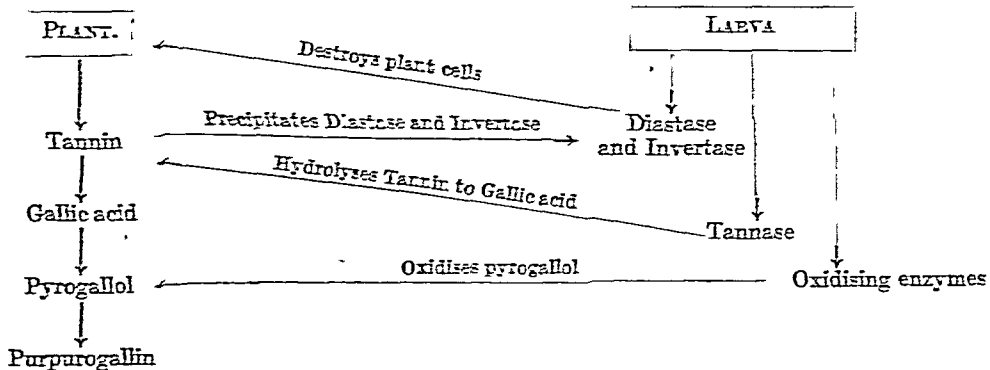 PLANT.
LARVA
Destroys plant cells
Precipitates Diastase and Invertase
Tannin
Diastase
and Invertase
Hydrolyses Tannin to Gallic acid
Gallic acid
Tannase
Oxidises pyrogallol
Pyrogallol
Oxidising enzymes
Purpurogallin